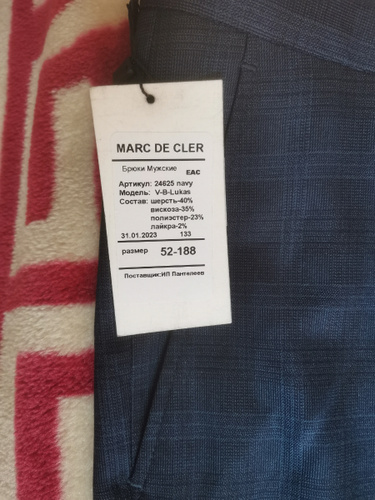 MARC DE CLER
Брюки Мужские EAC
Артикул: 24625 navy
Модель: V-B-Lukas
Состав: шерсть-40%
вискоза-35%
полиэстер-23%
лайкра-2%
31.01.2023 133
размер 52-188
Поставщик:ИП Пантелеев